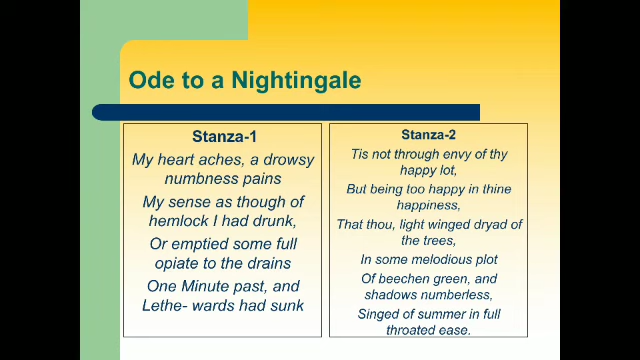 Ode to a Nightingale
Stanza-1
My heart aches, a drowsy
numbness pains
My sense as though of
hemlock I had drunk,
Or emptied some full
opiate to the drains
One Minute past, and
Lethe- wards had sunk
Stanza-2
Tis not through envy of thy
happy lot,
But being too happy in thine
happiness,
That thou, light winged dryad of
the trees,
In some melodious plot
Of beechen green, and
shadows numberless,
Singed of summer in full
throated ease.